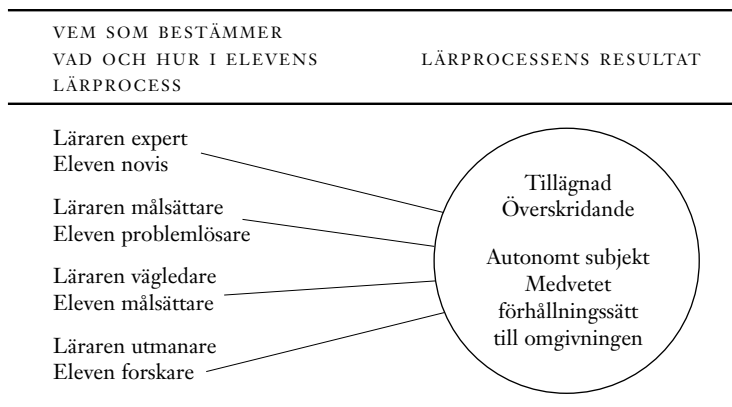 VEM SOM BESTÄMMER
VAD OCH HUR I ELEVENS
LÄRPROCESS
LÄRPROCESSENS RESULTAT
Läraren expert
Eleven novis
Läraren målsättare
Eleven problemlösare
Läraren vägledare
Eleven målsättare
Läraren utmanare
Eleven forskare
Tillägnad
Överskridande
Autonomt subjekt
Medvetet
förhållningssätt
till omgivningen